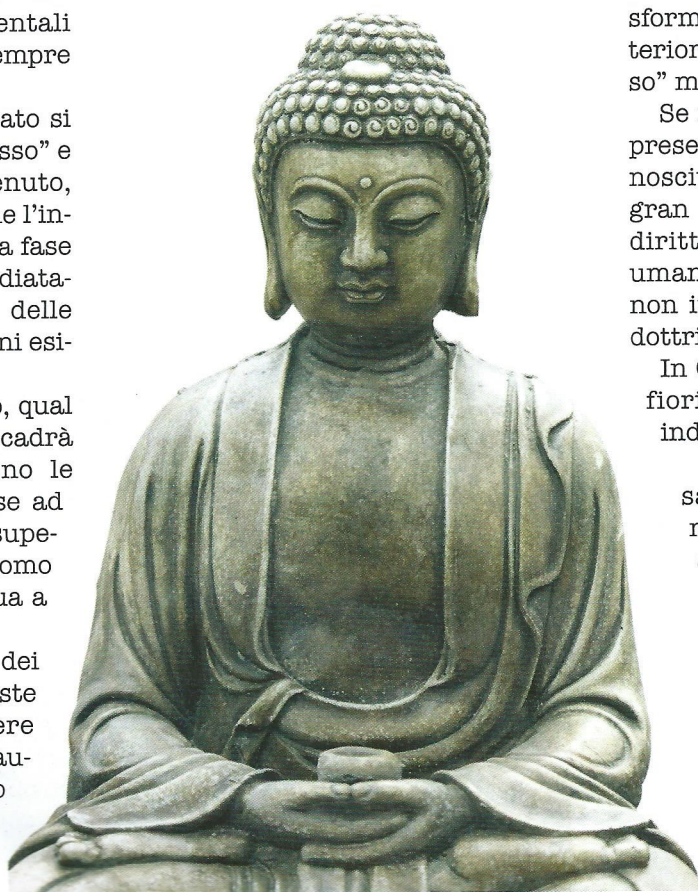 entali
empre
ato si
sso” e
enuto,
e l’in-
a fase
diata-
delle
ni esi-
, qual
cadrà
no le
se ad
supe-
omo
ua a
dei
ste
ere
au-
o
sform
terior
so” m
Se
prese
noscit
gran
diritt
uman
non i
dottri
In
fiori
ind
sa